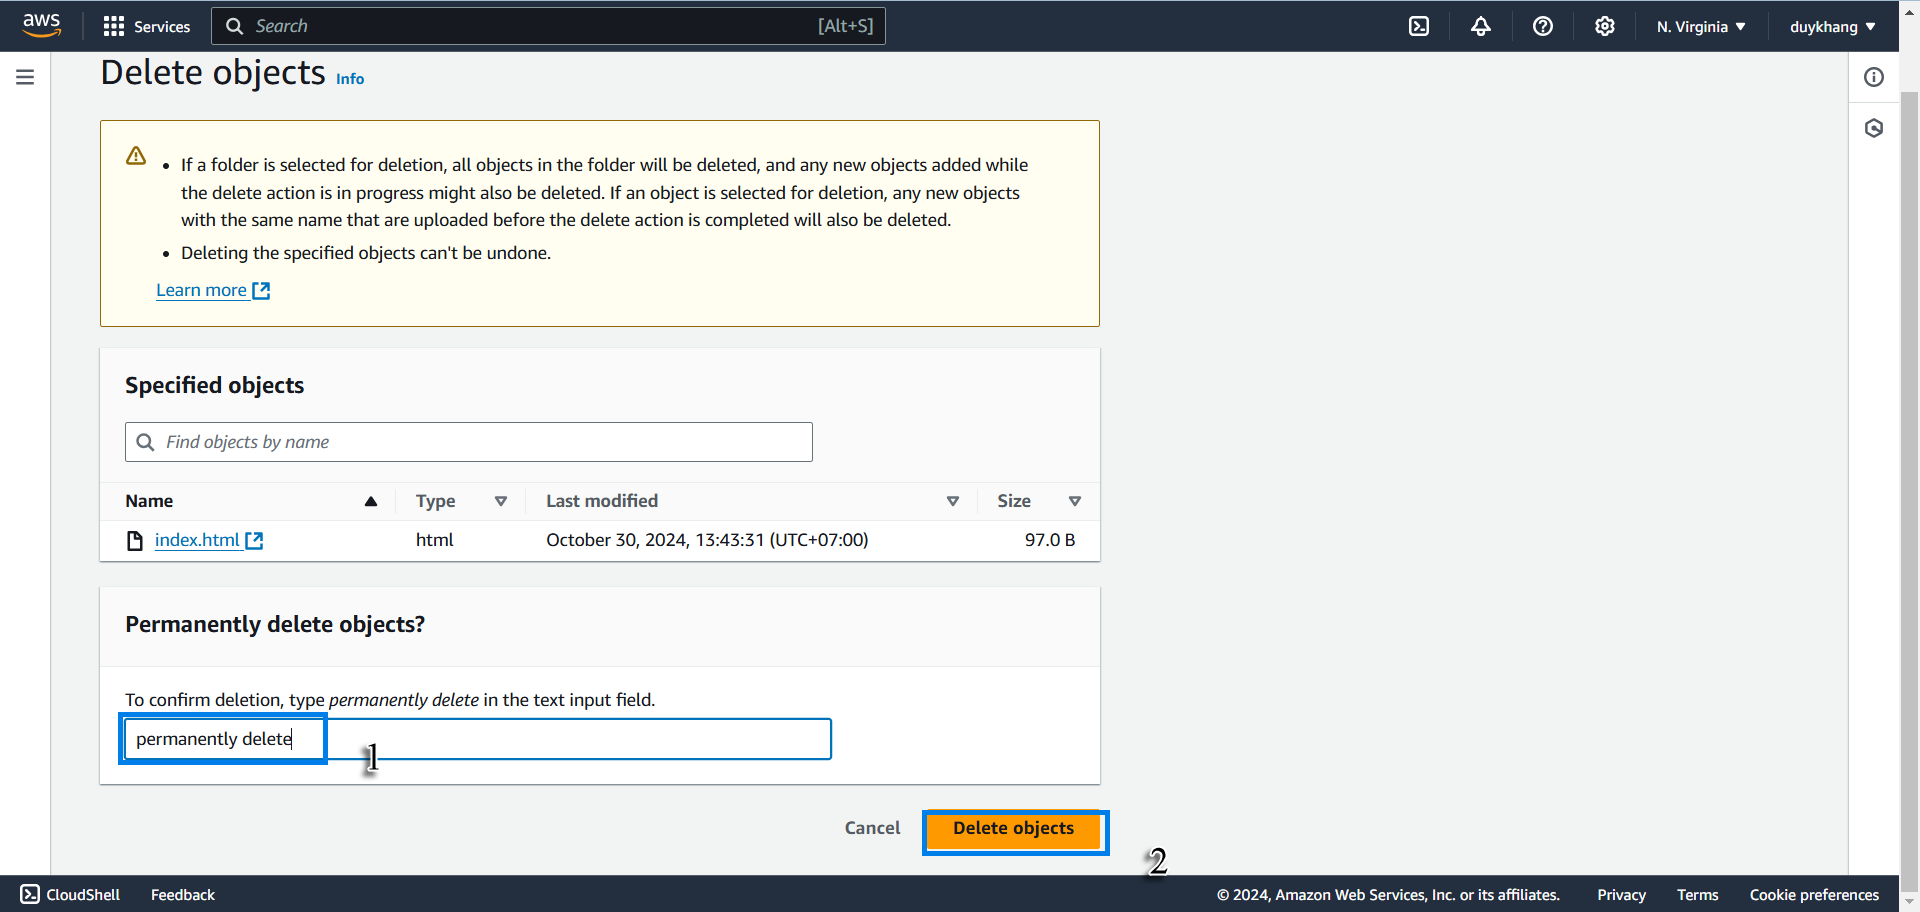 aws
Services
Search
[Alt+S]
N. Virginia
duykhang
Delete objects Info
If a folder is selected for deletion, all objects in the folder will be deleted, and any new objects added while
the delete action is in progress might also be deleted. If an object is selected for deletion, any new objects
with the same name that are uploaded before the delete action is completed will also be deleted.
Deleting the specified objects can't be undone.
Learn more
Specified objects
Find objects by name
Name Type Last modified Size
index.html html October 30, 2024, 13:43:31 (UTC+07:00) 97.0 B
Permanently delete objects?
To confirm deletion, type permanently delete in the text input field.
permanently delete
1
Cancel Delete objects
2
CloudShell Feedback © 2024, Amazon Web Services, Inc. or its affiliates. Privacy Terms Cookie preferences